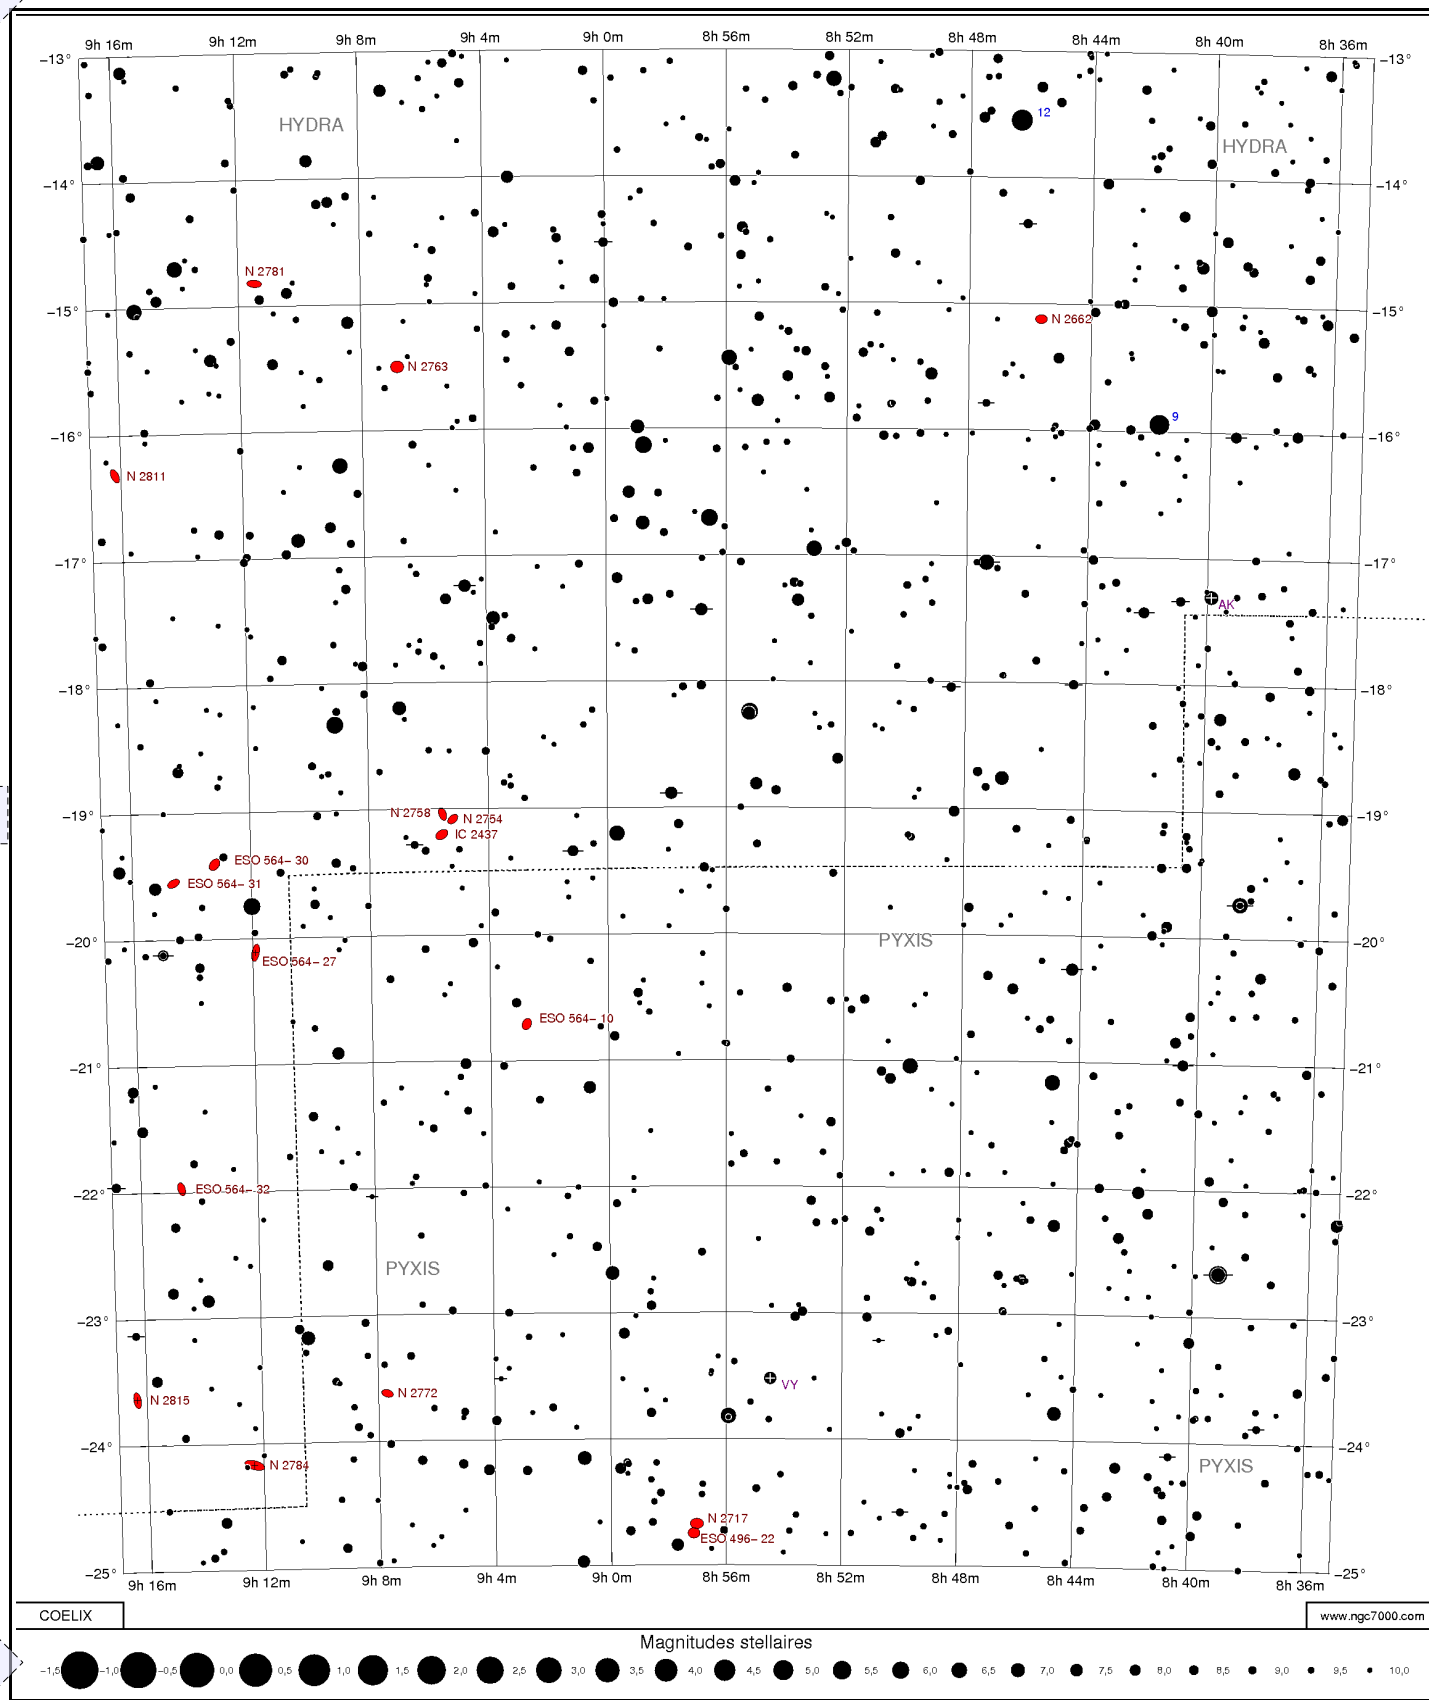 9h 16m 9h 12m 9h 8m 9h 4m 9h 0m 8h 56m 8h 52m 8h 48m 8h 44m 8h 40m 8h 36m
−13° −13°
12
HYDRA HYDRA
−14° −14°
N 2781
−15° −15°
N 2662
N 2763
9
−16° −16°
N 2811
−17° −17°
AK
−18° −18°
N 2758 N 2754
−19° −19°
IC 2437
ESO 564− 30
ESO 564− 31
−20° PYXIS −20°
ESO 564− 27
ESO 564− 10
−21° −21°
ESO 564− 32
−22° −22°
PYXIS
−23° −23°
VY
N 2772
N 2815
−24° −24°
N 2784 PYXIS
N 2717
ESO 496− 22
−25° −25°
9h 16m 9h 12m 9h 8m 9h 4m 9h 0m 8h 56m 8h 52m 8h 48m 8h 44m 8h 40m 8h 36m
COELIX www.ngc7000.com
Magnitudes stellaires
−1,5 −1,0 −0,5 0,0 0,5 1,0 1,5 2,0 2,5 3,0 3,5 4,0 4,5 5,0 5,5 6,0 6,5 7,0 7,5 8,0 8,5 9,0 9,5 10,0